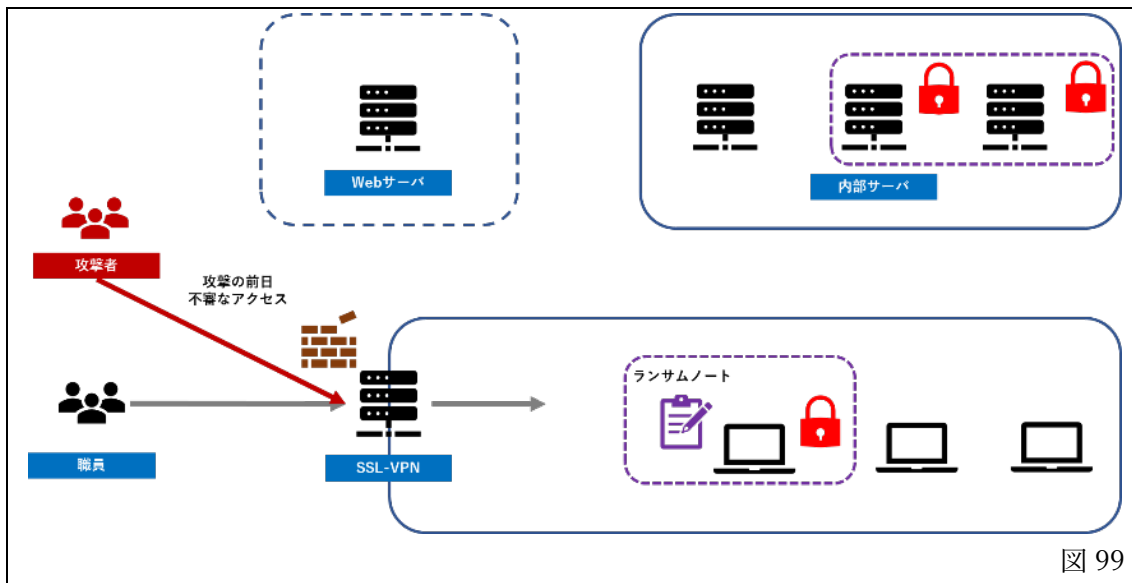 Webサーバ
内部サーバ
攻撃者
攻撃の前日
不審なアクセス
ランサムノート
職員
SSL-VPN
図 99